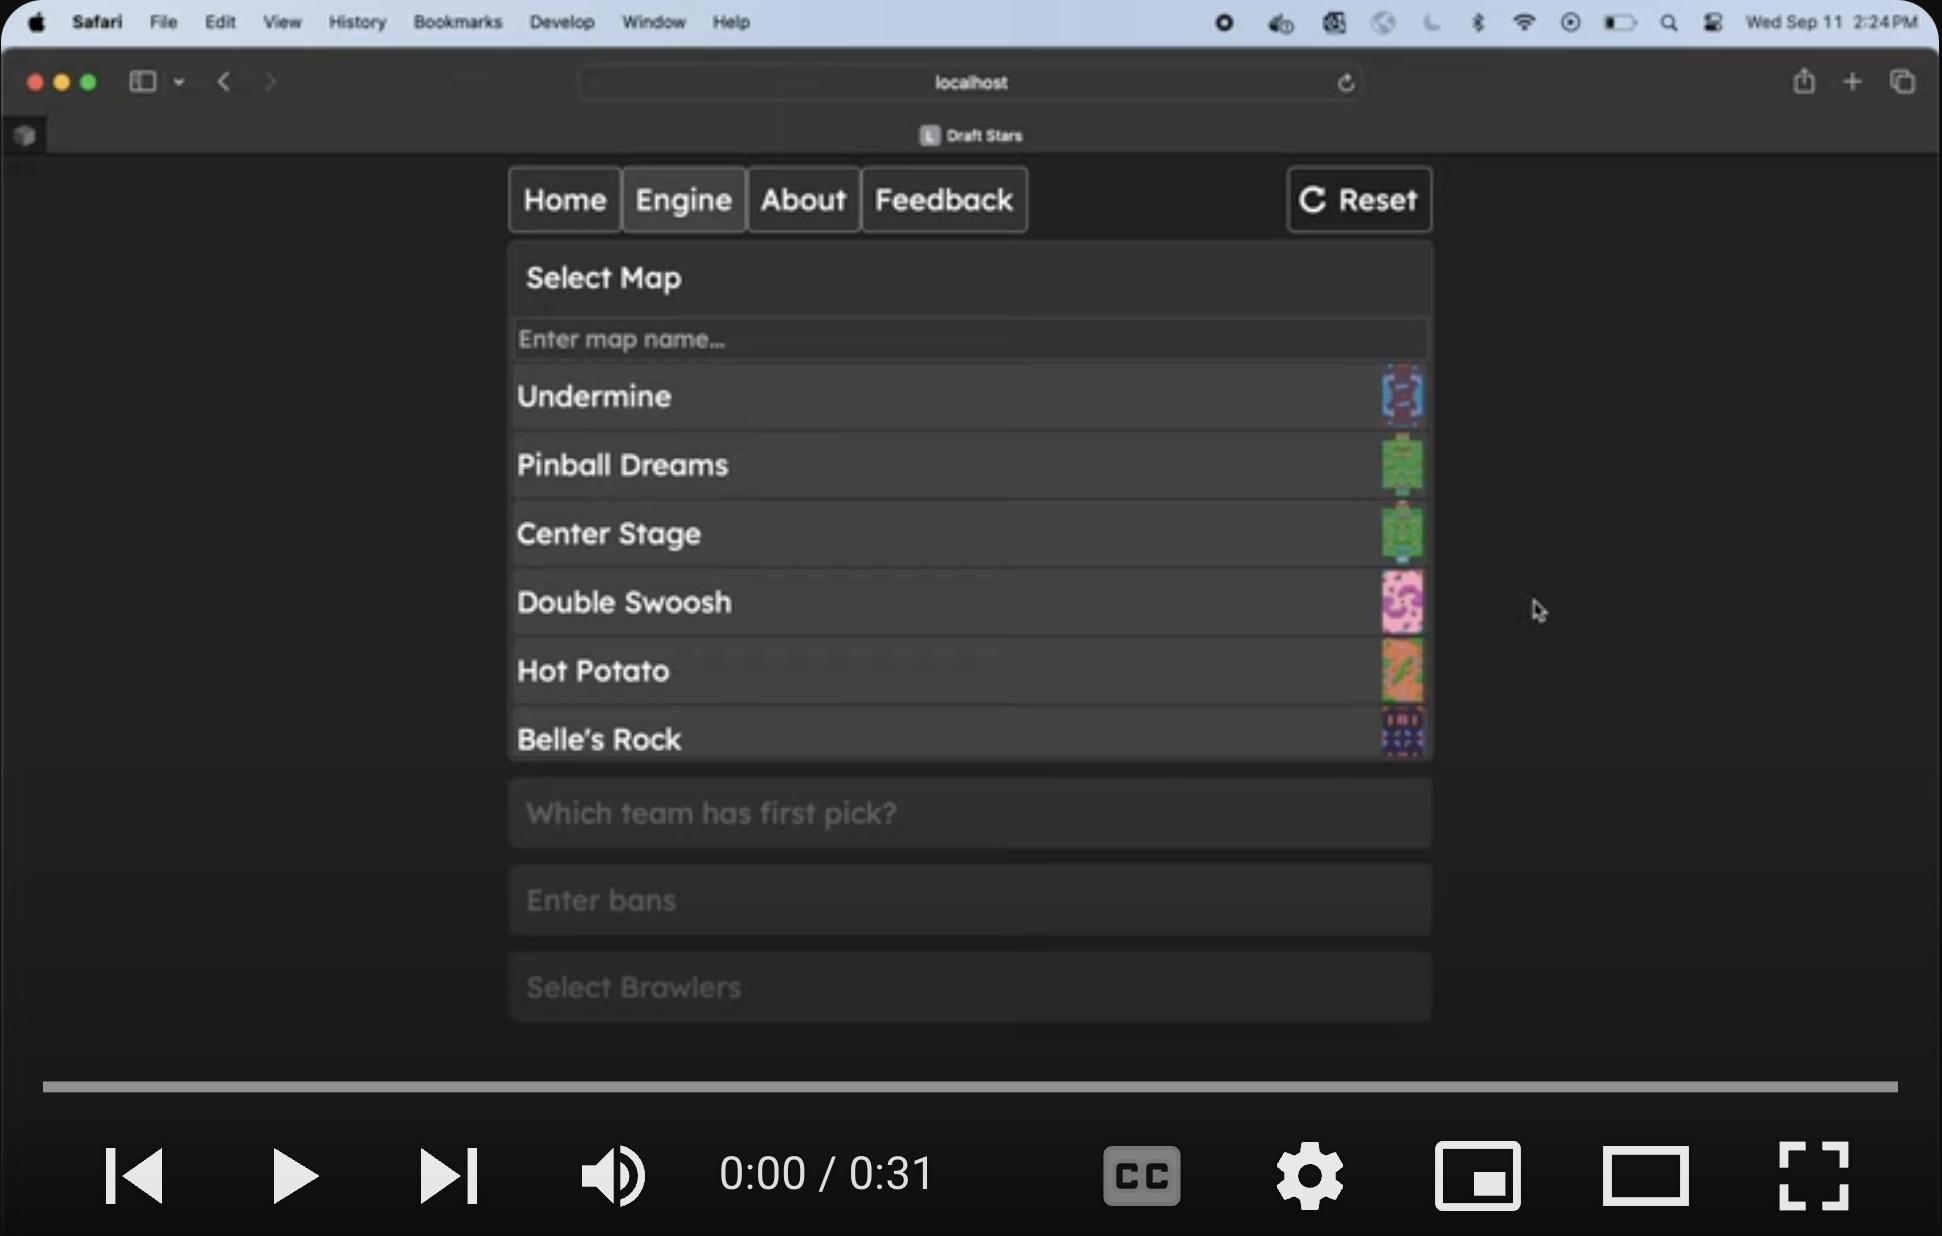 Safari File Edit View History Bookmarks Develop Window Help Wed Sep 11 2:24 PM
localhost
L Draft Stars
Home Engine About Feedback Reset
Select Map
Enter map name...
Undermine
Pinball Dreams
Center Stage
Double Swoosh
Hot Potato
Belle's Rock
Which team has first pick?
Enter bans
Select Brawlers
0:00 / 0:31 CC